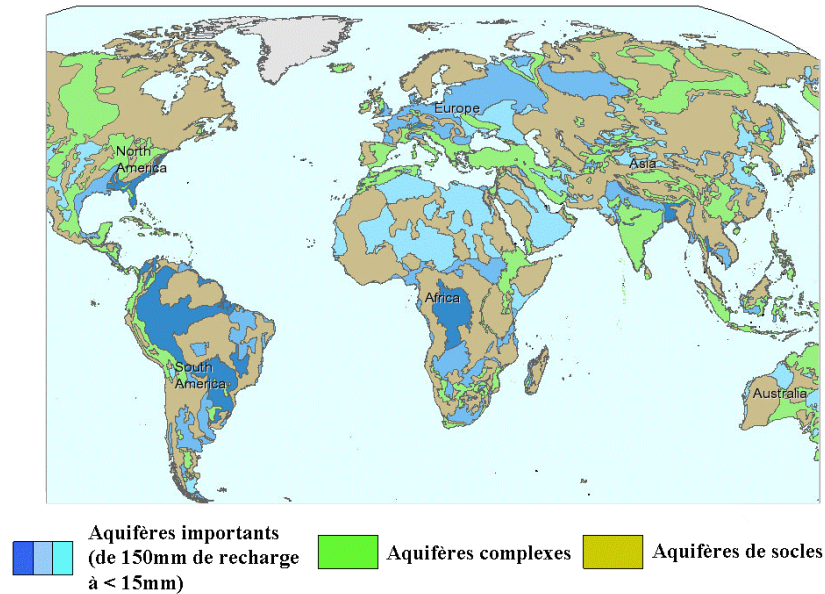 Europe
North
America
Asia
Africa
South
America
Australia
Aquifères importants
(de 150mm de recharge
à < 15mm)
Aquifères complexes
Aquifères de socles